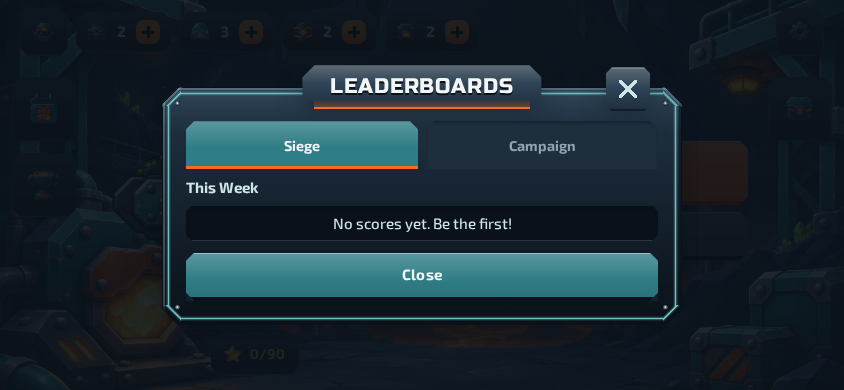 2 3 2 2
LEADERBOARDS
Siege Campaign
This Week
No scores yet. Be the first!
Close
0/90